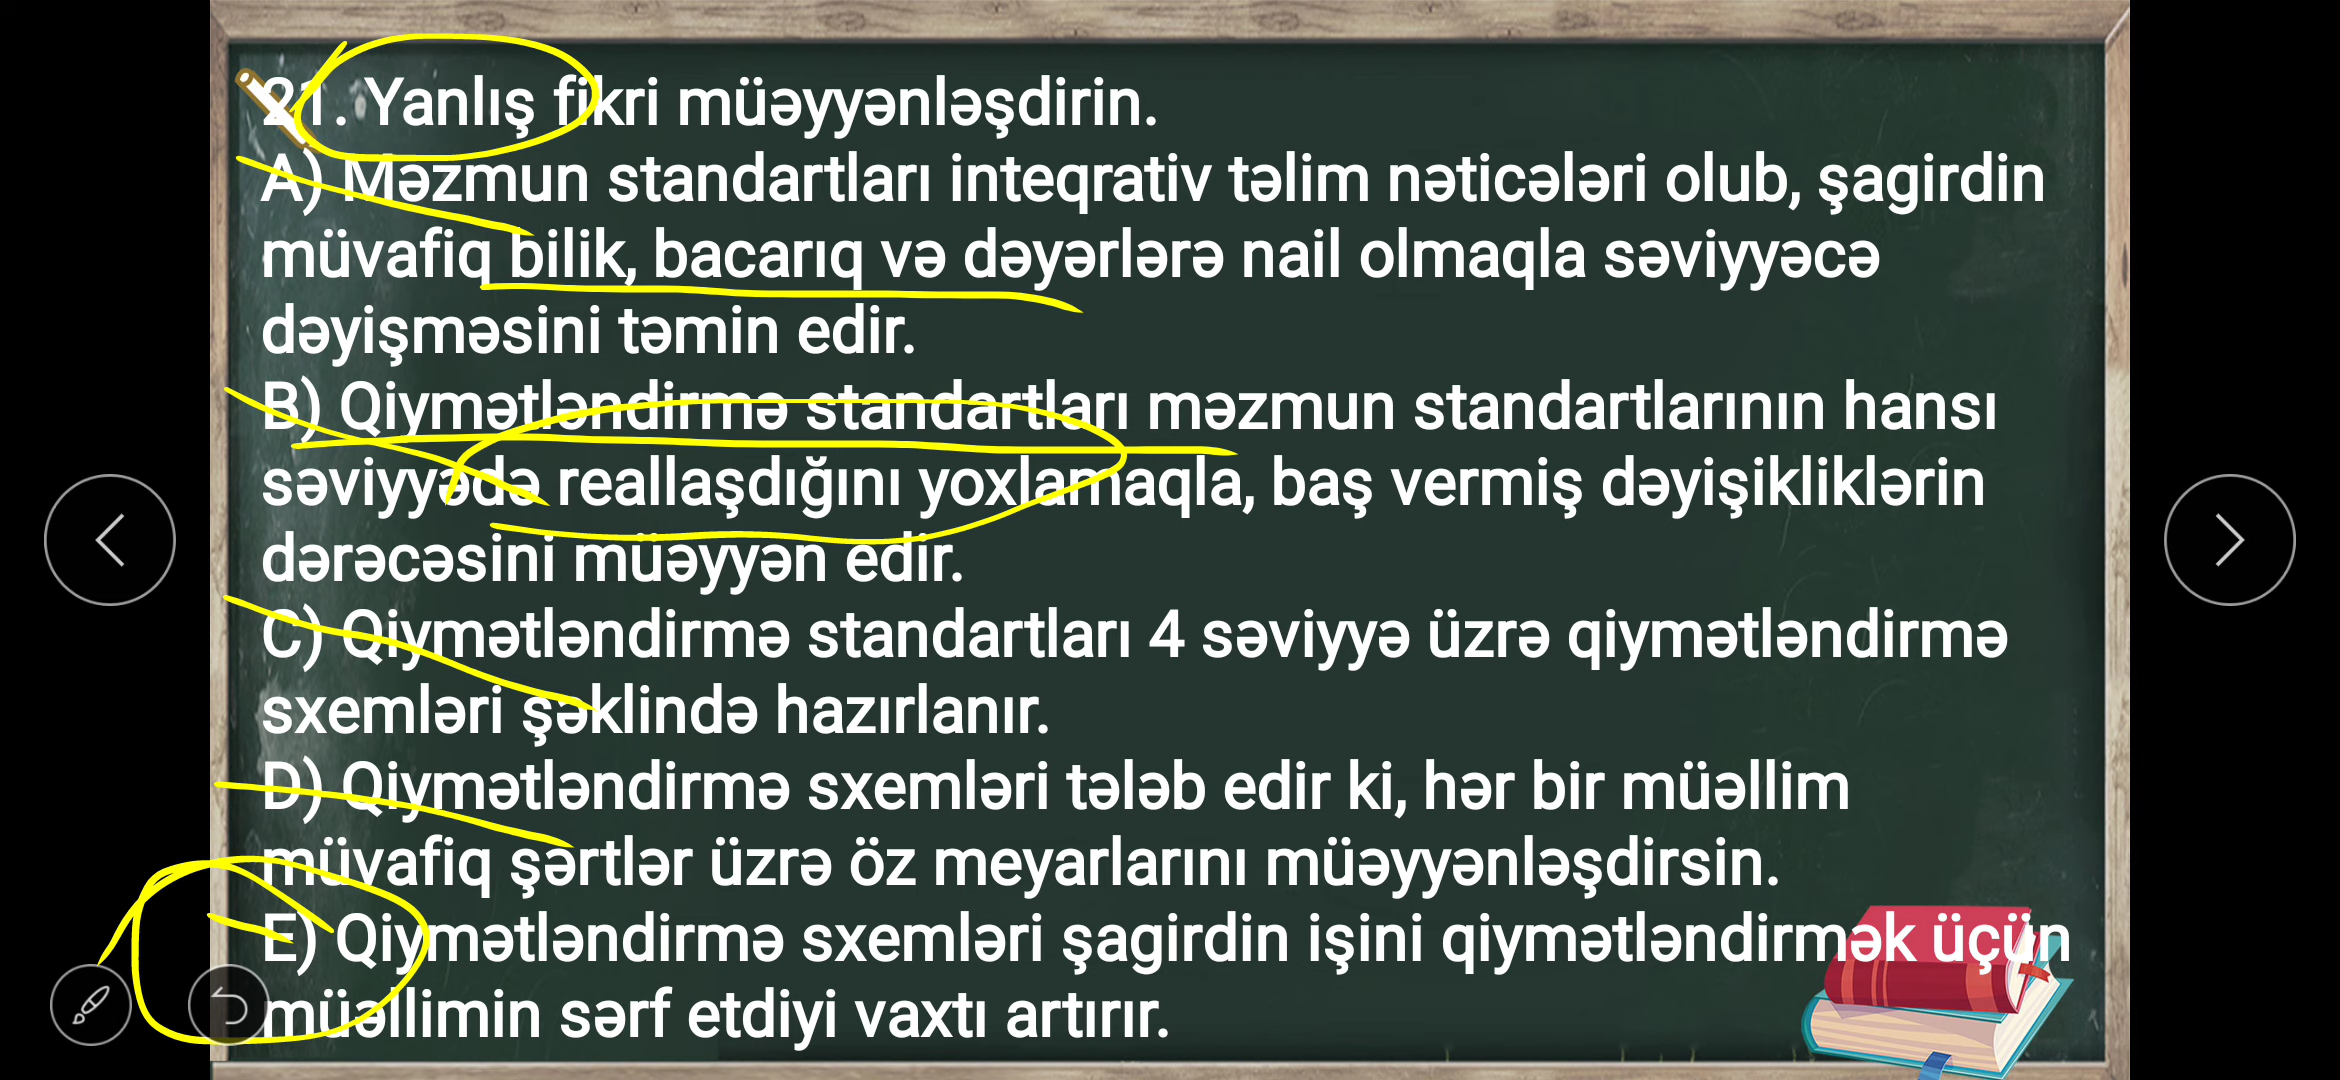 21. Yanlış fikri müəyyənləşdirin.
A) Məzmun standartları inteqrativ təlim nəticələri olub, şagirdin
müvafiq bilik, bacarıq və dəyərlərə nail olmaqla səviyyəcə
dəyişməsini təmin edir.
B) Qiymətləndirmə standartları məzmun standartlarının hansı
səviyyədə reallaşdığını yoxlamaqla, baş vermiş dəyişikliklərin
dərəcəsini müəyyən edir.
C) Qiymətləndirmə standartları 4 səviyyə üzrə qiymətləndirmə
sxemləri şəklində hazırlanır.
D) Qiymətləndirmə sxemləri tələb edir ki, hər bir müəllim
müvafiq şərtlər üzrə öz meyarlarını müəyyənləşdirsin.
E) Qiymətləndirmə sxemləri şagirdin işini qiymətləndirmək üçün
müəllimin sərf etdiyi vaxtı artırır.